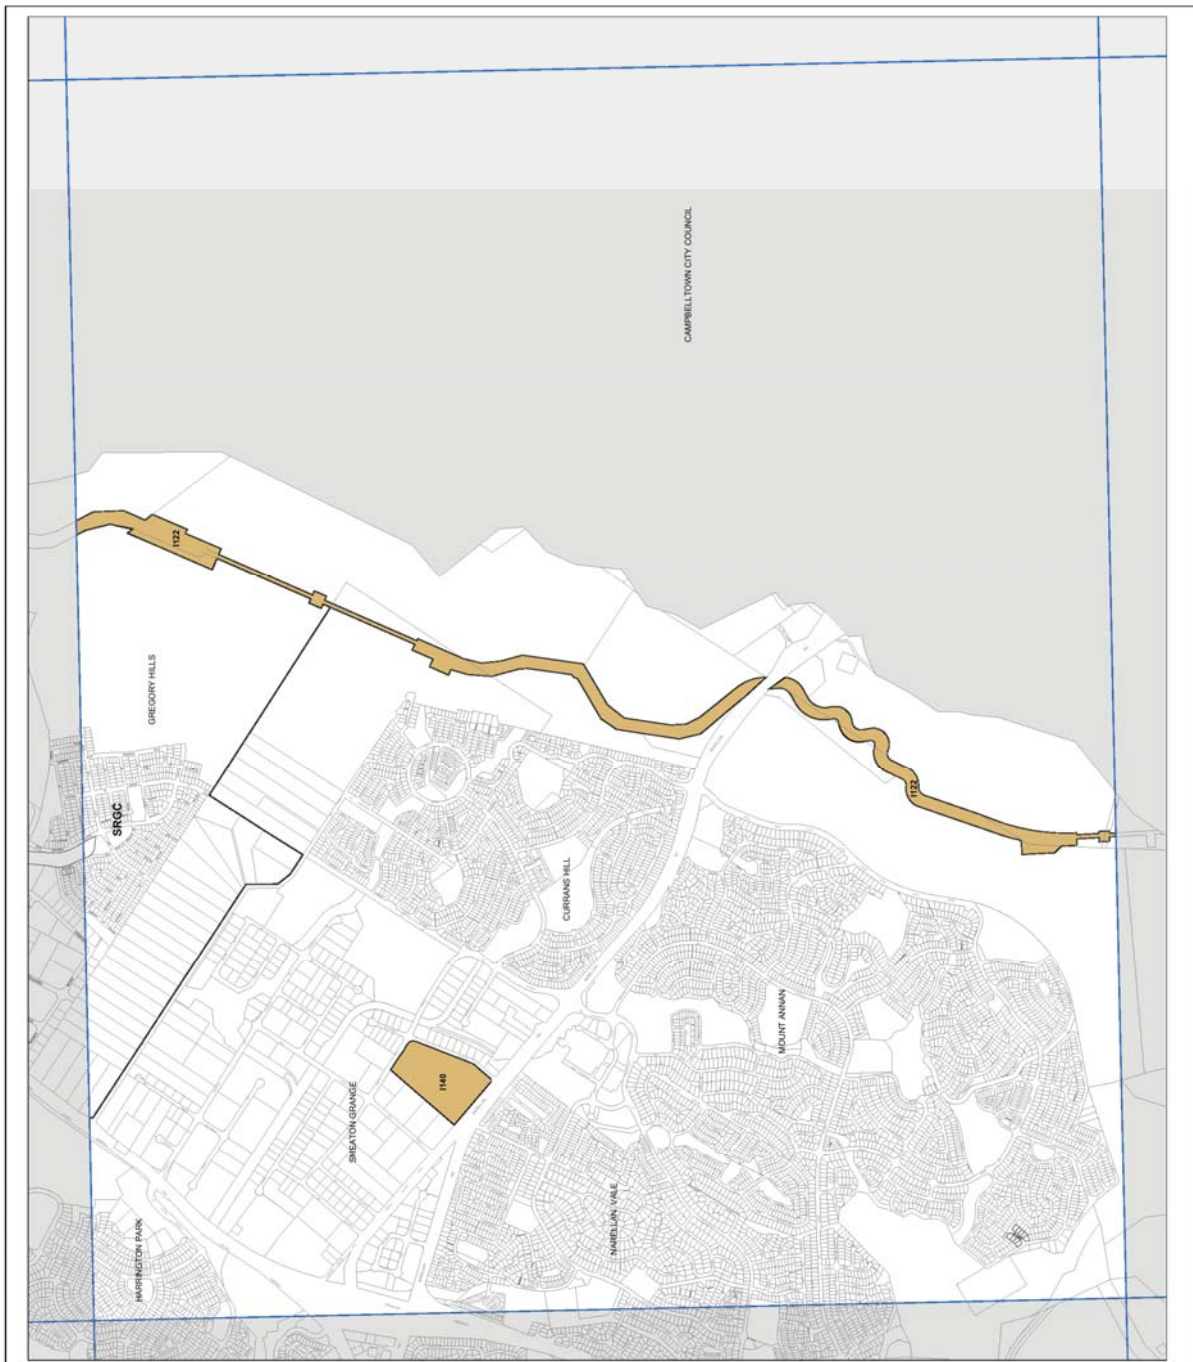 CAMPBELLTOWN CITY COUNCIL
I122
GREGORY HILLS
SRGC
I122
CURRANS HILL
MOUNT ANNAN
I140
SMEATON GRANGE
NARELLAN VALE
HARRINGTON PARK